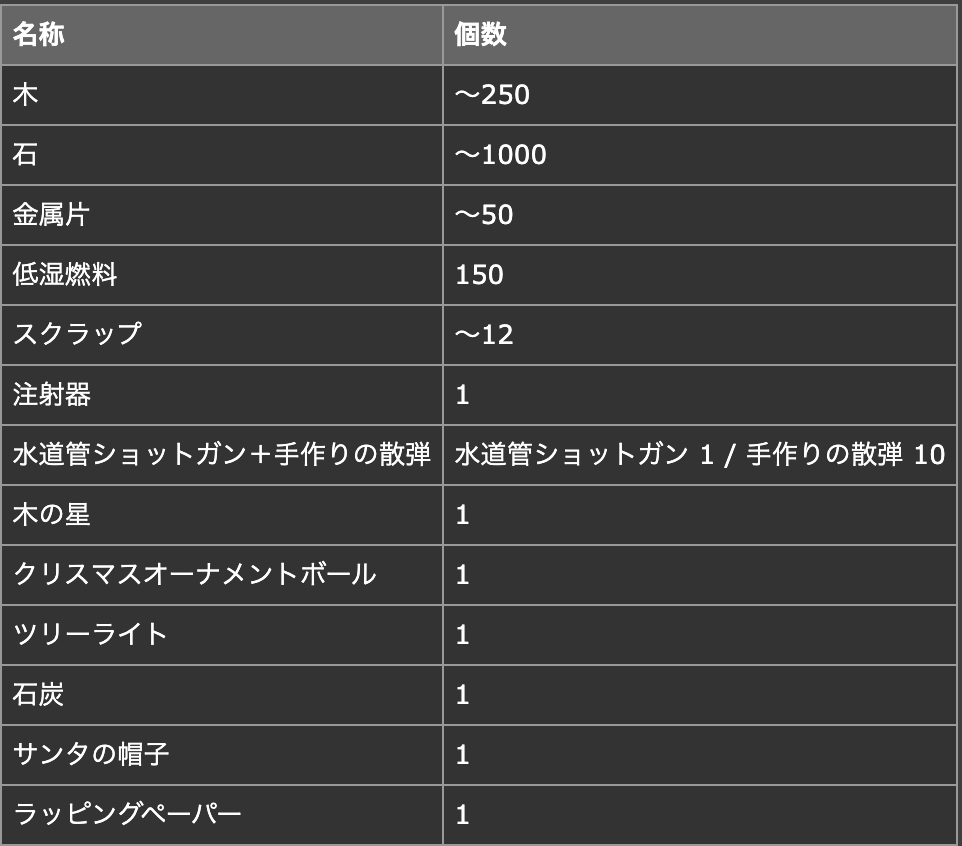 名称 個数
木 ～250
石 ～1000
金属片 ～50
低湿燃料 150
スクラップ ～12
注射器 1
水道管ショットガン＋手作りの散弾 水道管ショットガン 1 / 手作りの散弾 10
木の星 1
クリスマスオーナメントボール 1
ツリーライト 1
石炭 1
サンタの帽子 1
ラッピングペーパー 1